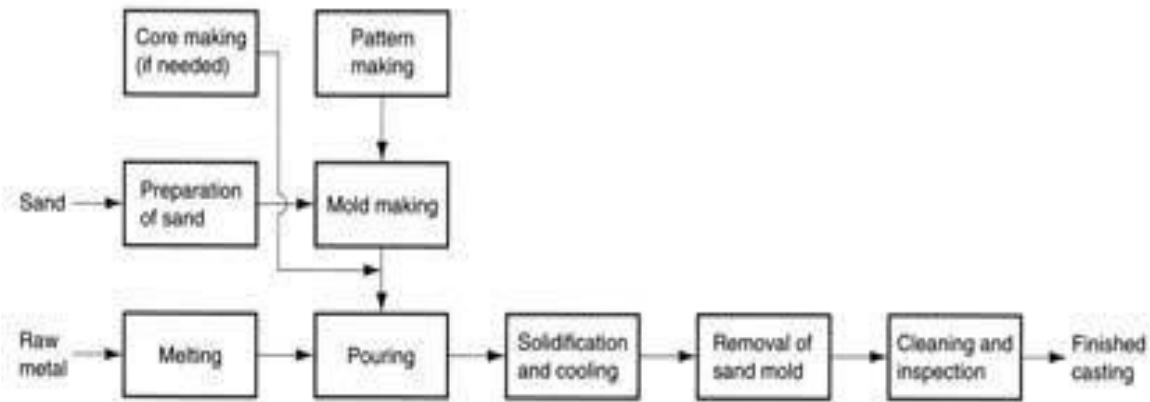 Core making
(if needed)
Pattern
making
Sand
Preparation
of sand
Mold making
Raw
metal
Melting
Pouring
Solidification
and cooling
Removal of
sand mold
Cleaning and
inspection
Finished
casting